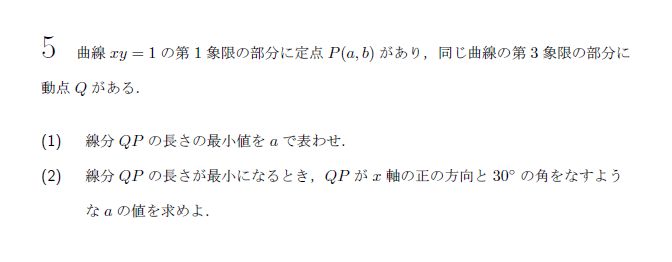 5 曲線 xy = 1 の第 1 象限の部分に定点 P(a, b) があり，同じ曲線の第 3 象限の部分に
動点 Q がある．
(1) 線分 QP の長さの最小値を a で表わせ．
(2) 線分 QP の長さが最小になるとき，QP が x 軸の正の方向と 30° の角をなすよう
な a の値を求めよ．